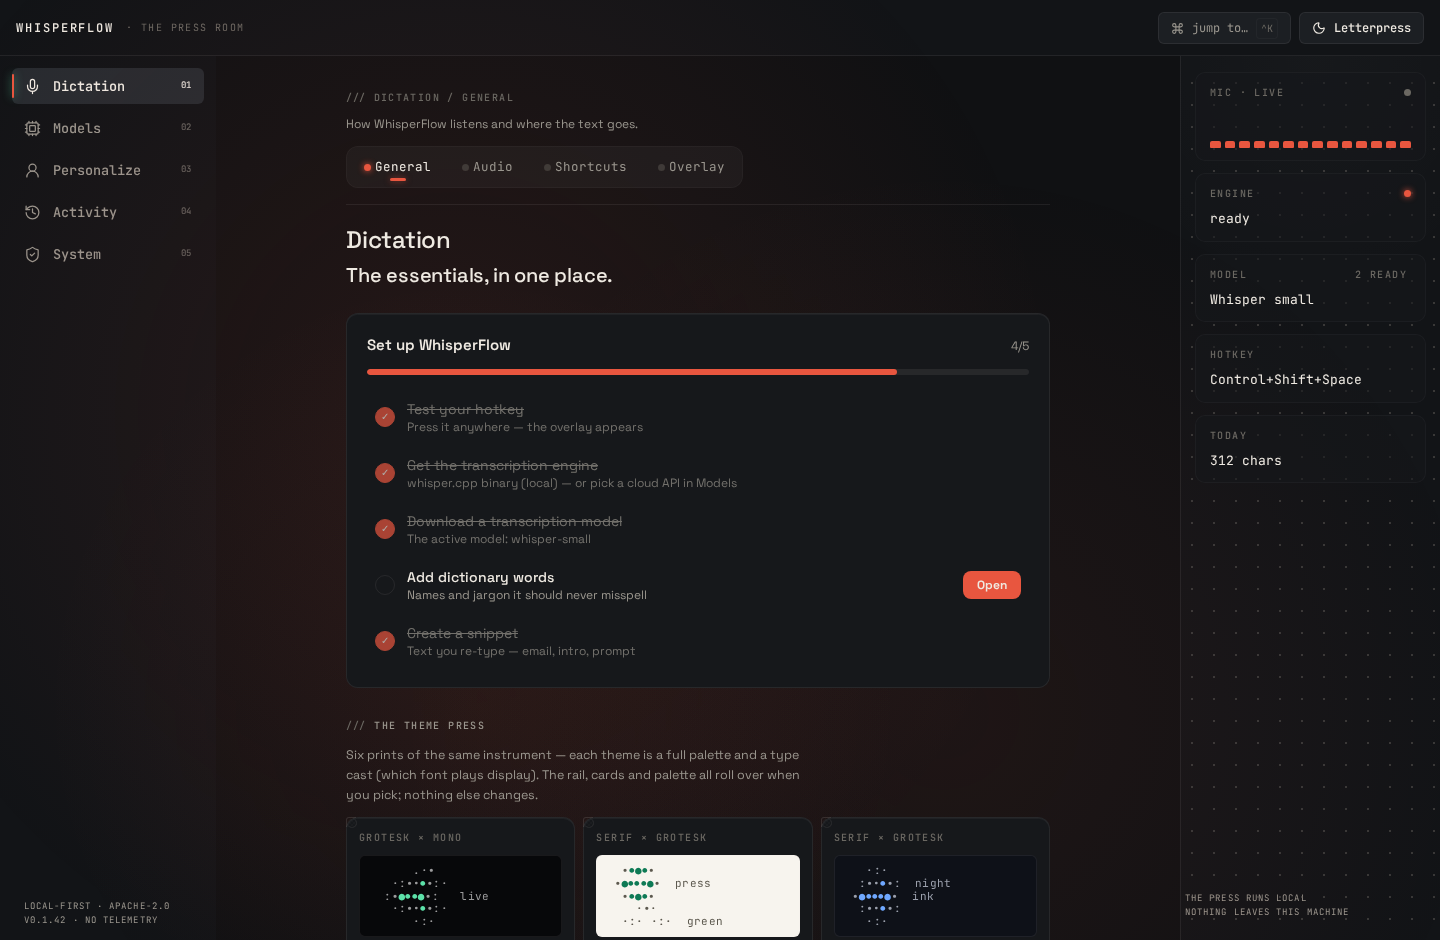 WHISPERFLOW · THE PRESS ROOM
jump to… ^K
Letterpress
Dictation 01
Models 02
Personalize 03
Activity 04
System 05
LOCAL-FIRST · APACHE-2.0
V0.1.42 · NO TELEMETRY
/// DICTATION / GENERAL
How WhisperFlow listens and where the text goes.
General Audio Shortcuts Overlay
Dictation
The essentials, in one place.
Set up WhisperFlow 4/5
Test your hotkey
Press it anywhere — the overlay appears
Get the transcription engine
whisper.cpp binary (local) — or pick a cloud API in Models
Download a transcription model
The active model: whisper-small
Add dictionary words
Names and jargon it should never misspell
Open
Create a snippet
Text you re-type — email, intro, prompt
/// THE THEME PRESS
Six prints of the same instrument — each theme is a full palette and a type
cast (which font plays display). The rail, cards and palette all roll over when
you pick; nothing else changes.
GROTESK × MONO
live
SERIF × GROTESK
press
green
SERIF × GROTESK
night
ink
MIC · LIVE
ENGINE
ready
MODEL 2 READY
Whisper small
HOTKEY
Control+Shift+Space
TODAY
312 chars
THE PRESS RUNS LOCAL
NOTHING LEAVES THIS MACHINE